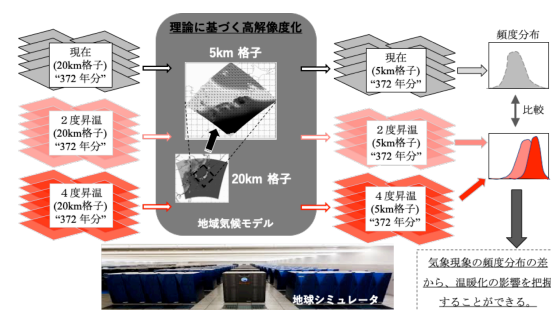 理論に基づく高解像度化
5km 格子
現在
(20km格子)
“372 年分”
２度昇温
(20km格子)
“372 年分”
４度昇温
(20km格子)
“372 年分”
20km 格子
地域気候モデル
現在
(5km格子)
“372 年分”
２度昇温
(5km格子)
“372 年分”
４度昇温
(5km格子)
“372 年分”
頻度分布
比較
地球シミュレータ
気象現象の頻度分布の差
から、温暖化の影響を把握
することができる。